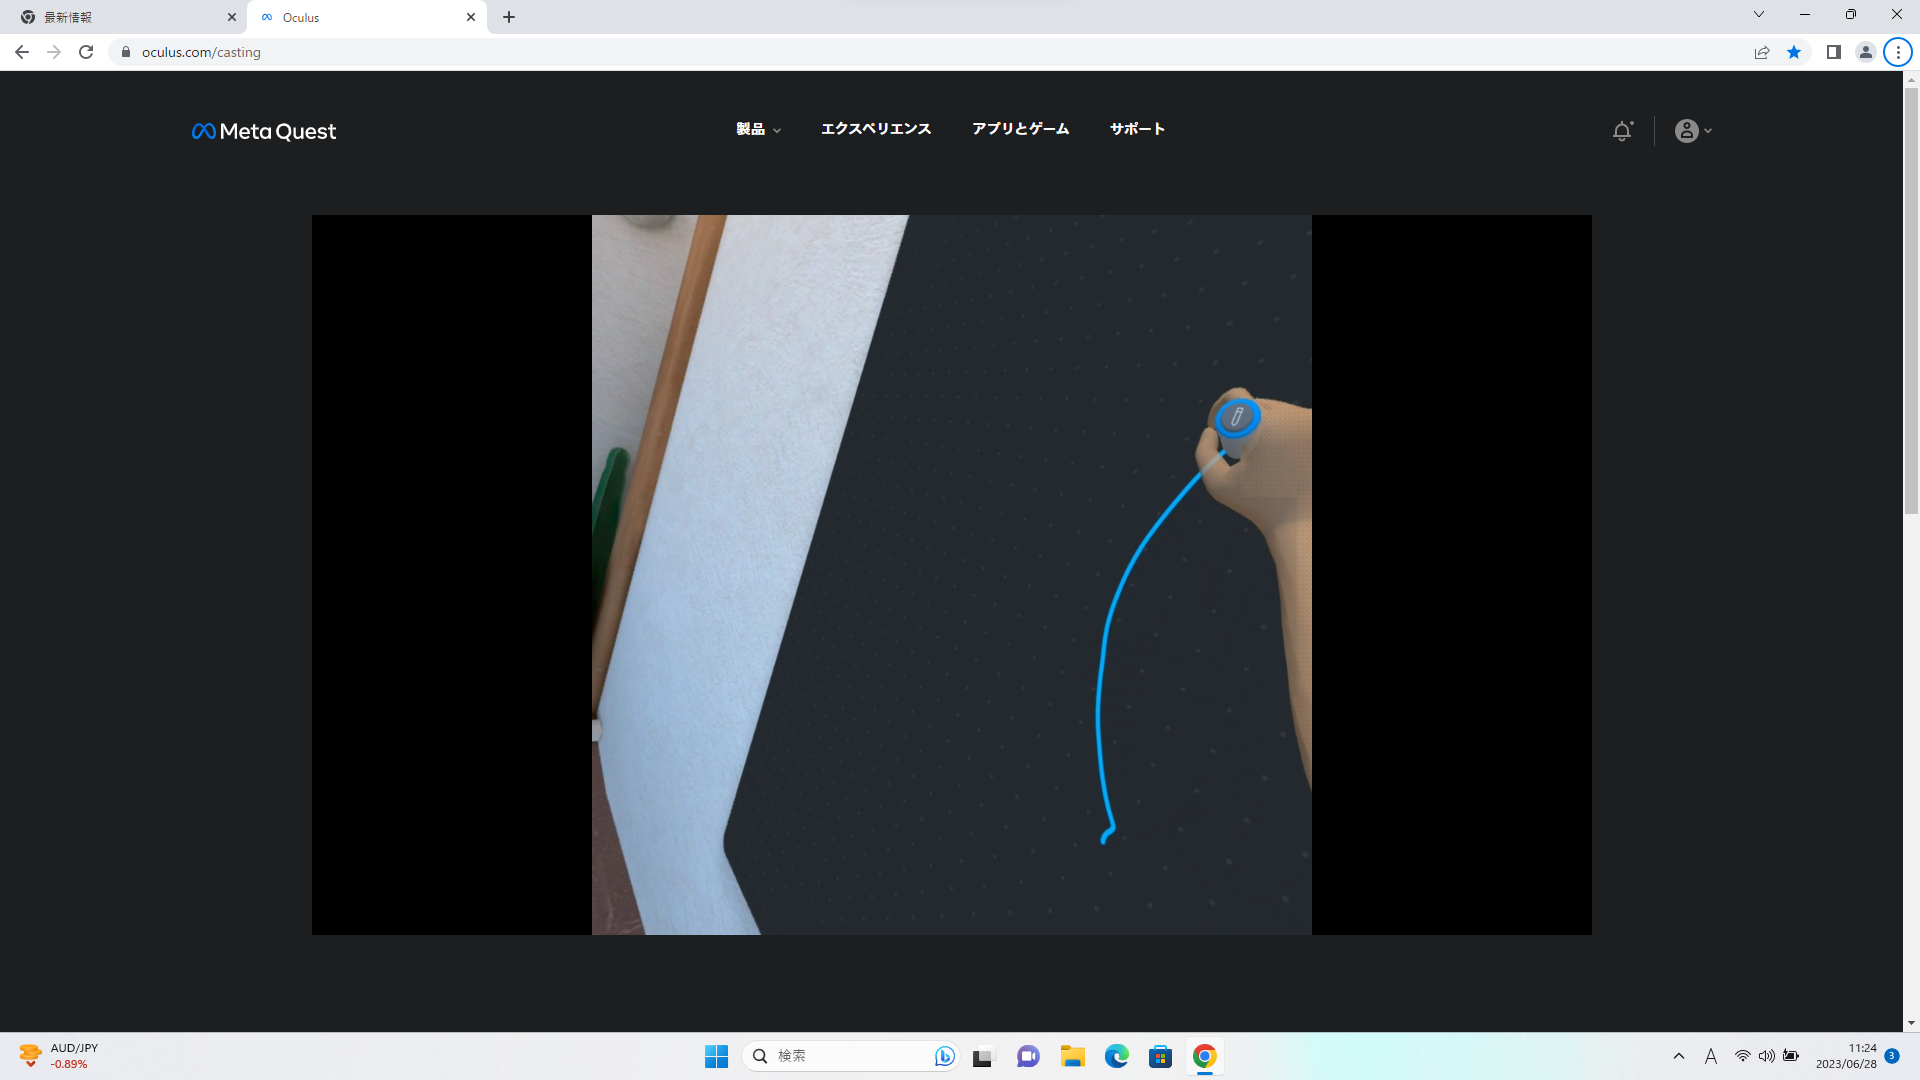 最新情報
Oculus
oculus.com/casting
Meta Quest
製品
エクスペリエンス
アプリとゲーム
サポート
AUD/JPY
-0.89%
検索
A
11:24
2023/06/28
3